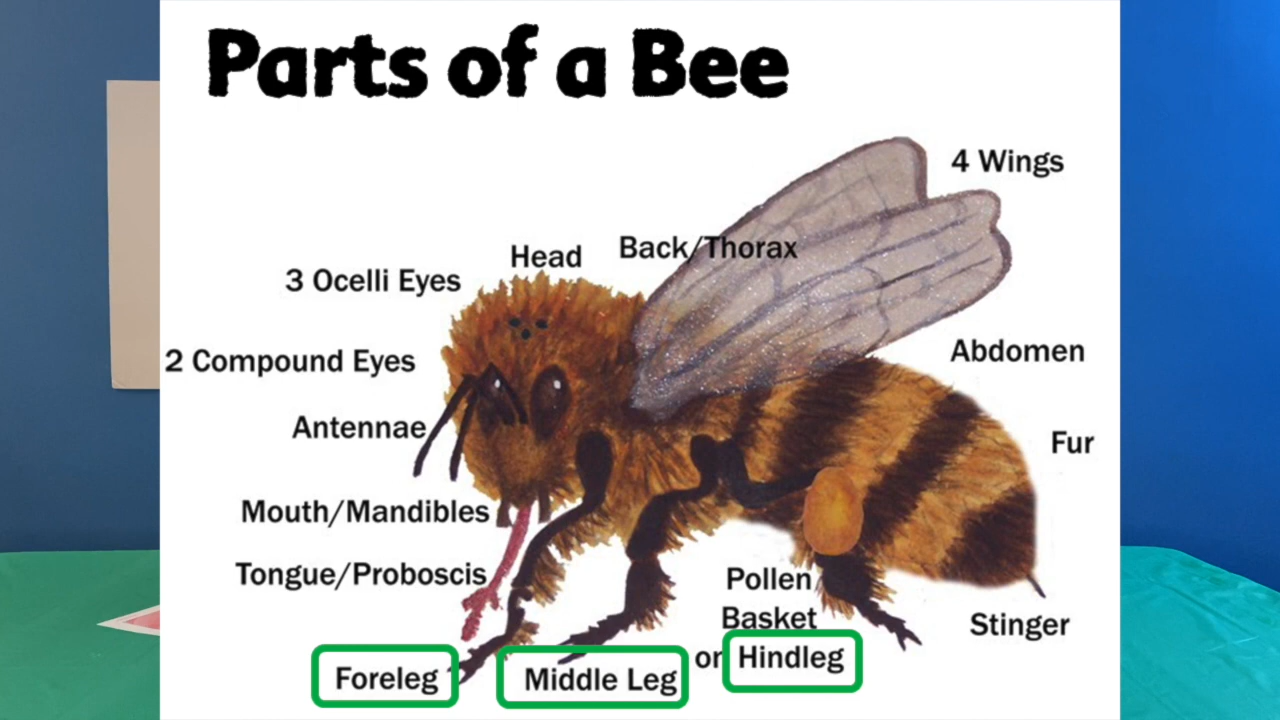 Parts of a Bee
4 Wings
Back/Thorax
Head
3 Ocelli Eyes
2 Compound Eyes
Abdomen
Antennae
Fur
Mouth/Mandibles
Tongue/Proboscis
Pollen
Basket
on Hindleg
Stinger
Foreleg
Middle Leg